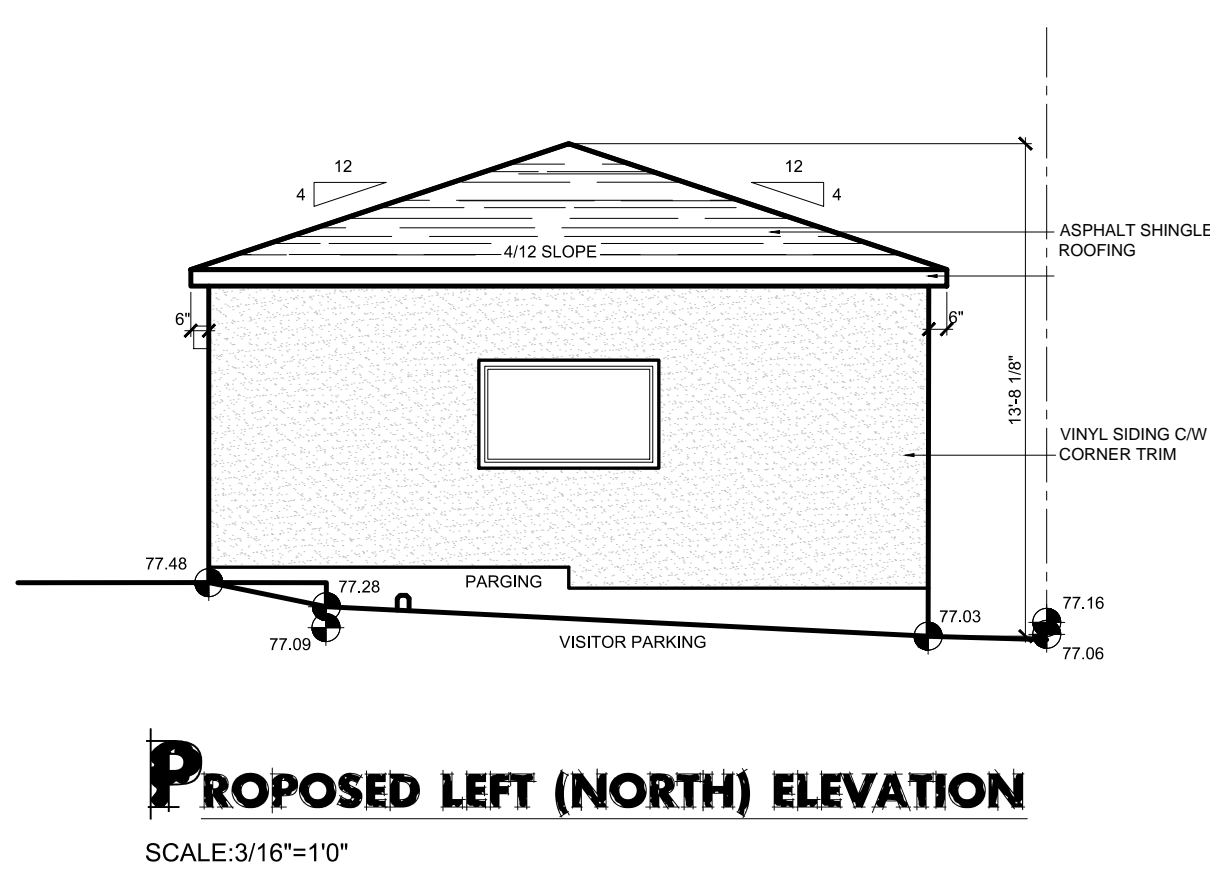 12
4
12
4
ASPHALT SHINGLE
ROOFING
4/12 SLOPE
6"
6"
13'-8 1/8"
VINYL SIDING C/W
CORNER TRIM
77.48
77.28
PARGING
77.09
VISITOR PARKING
77.03
77.16
77.06
PROPOSED LEFT (NORTH) ELEVATION
SCALE:3/16"=1'0"